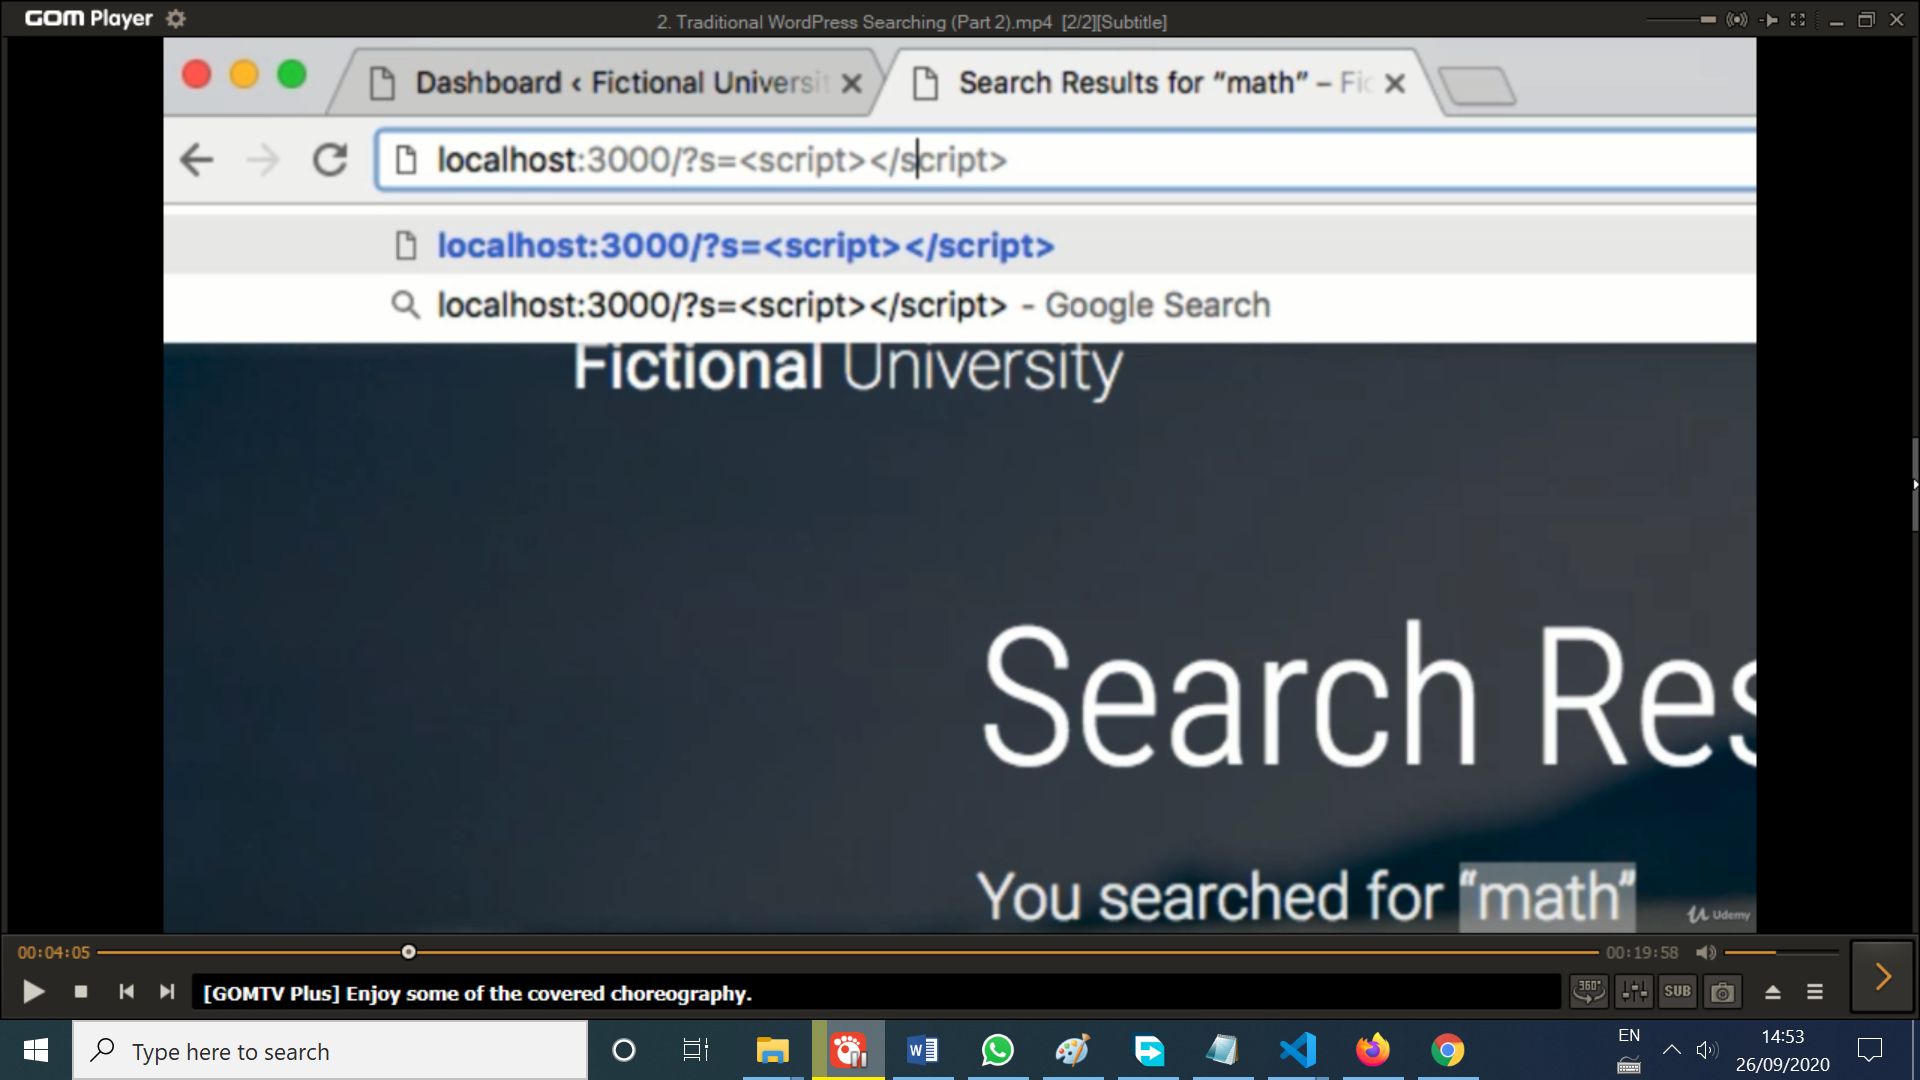 GOM Player
2. Traditional WordPress Searching (Part 2).mp4 [2/2][Subtitle]
Dashboard ‹ Fictional Universit
Search Results for “math” – Fic
localhost:3000/?s=<script></script>
localhost:3000/?s=<script></script>
localhost:3000/?s=<script></script> - Google Search
Fictional University
Search Res
You searched for “math”
Udemy
00:04:05
00:19:58
[GOMTV Plus] Enjoy some of the covered choreography.
360°
SUB
Type here to search
EN
14:53
26/09/2020